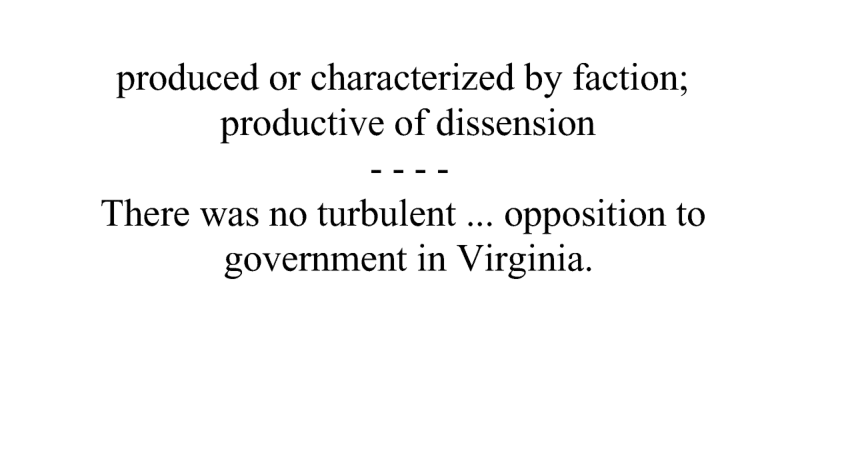 produced or characterized by faction;
productive of dissension
- - - -
There was no turbulent ... opposition to
government in Virginia.